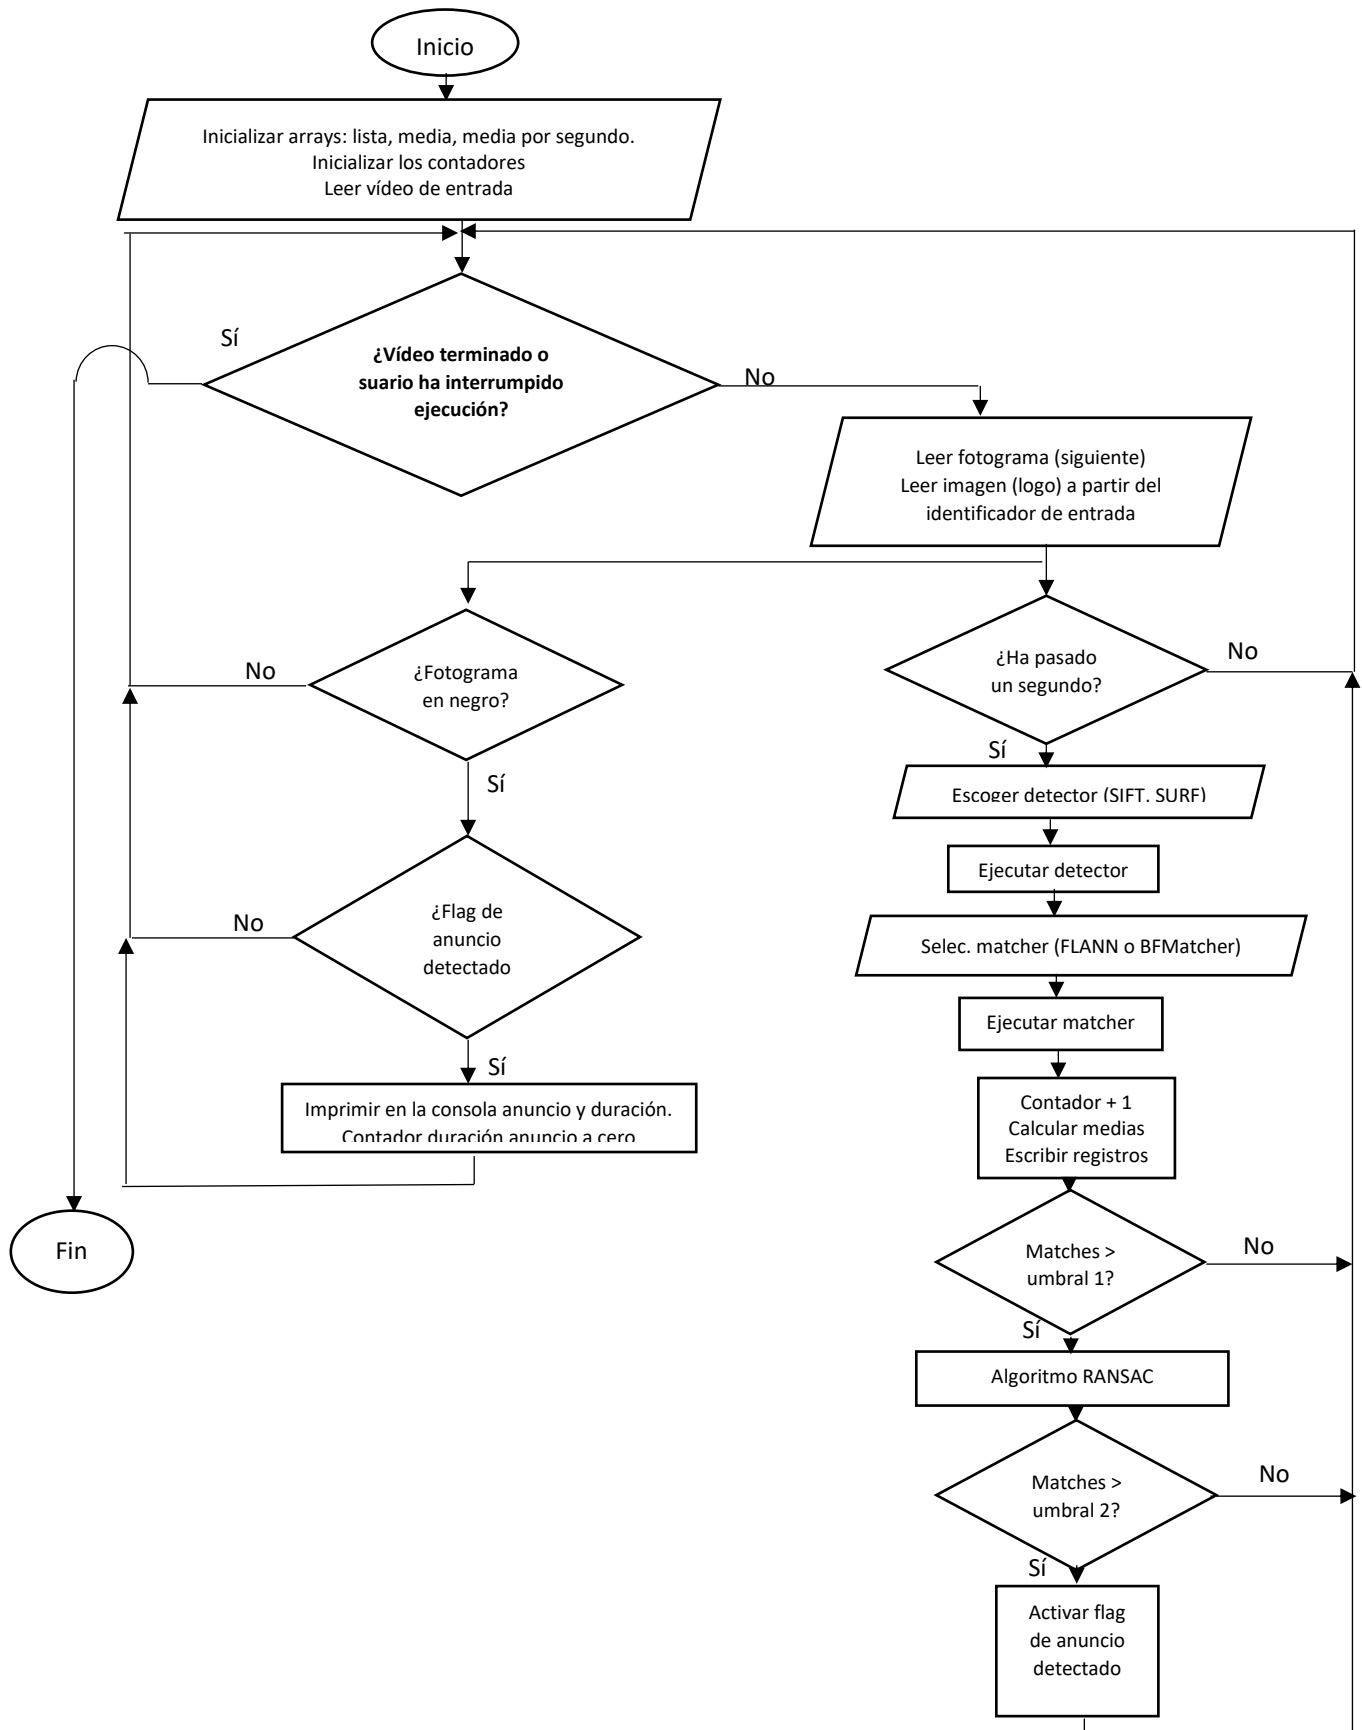 Inicio
Inicializar arrays: lista, media, media por segundo.
Inicializar los contadores
Leer vídeo de entrada
Sí
¿Vídeo terminado o
suario ha interrumpido
ejecución?
No
Leer fotograma (siguiente)
Leer imagen (logo) a partir del
identificador de entrada
No
¿Fotograma
en negro?
¿Ha pasado
un segundo?
No
Sí
Sí
Escoger detector (SIFT, SURF)
Ejecutar detector
No
¿Flag de
anuncio
detectado
Selec. matcher (FLANN o BFMatcher)
Ejecutar matcher
Sí
Imprimir en la consola anuncio y duración.
Contador duración anuncio a cero
Contador + 1
Calcular medias
Escribir registros
Fin
Matches >
umbral 1?
No
Sí
Algoritmo RANSAC
Matches >
umbral 2?
No
Sí
Activar flag
de anuncio
detectado